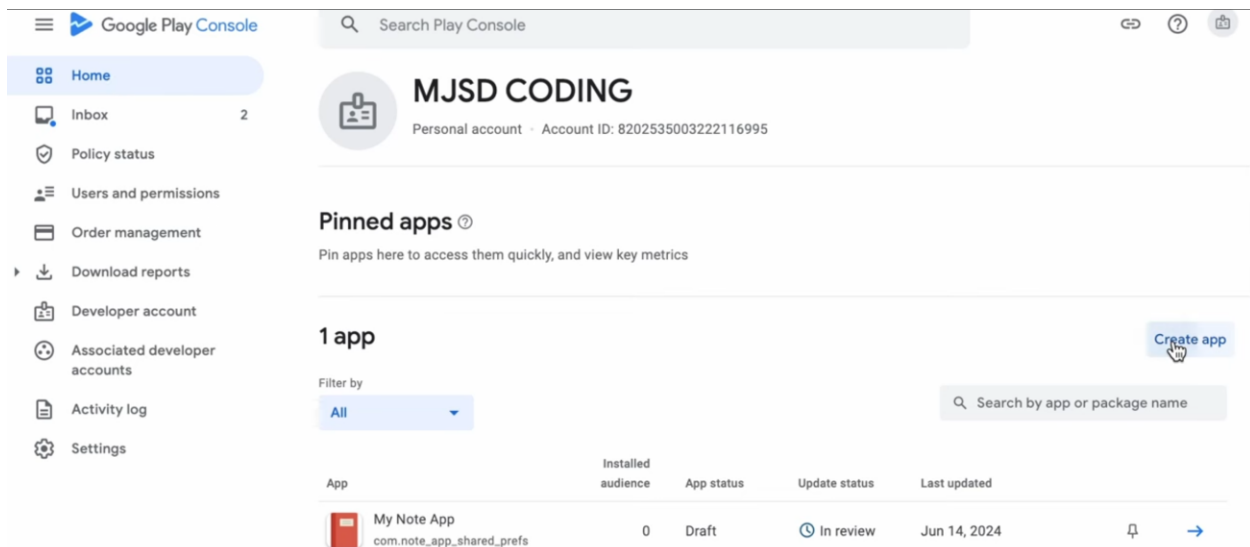 Google Play Console
Search Play Console
Home
Inbox 2
Policy status
Users and permissions
Order management
Download reports
Developer account
Associated developer
accounts
Activity log
Settings
MJSD CODING
Personal account · Account ID: 8202535003222116995
Pinned apps
Pin apps here to access them quickly, and view key metrics
1 app
Create app
Filter by
All
Search by app or package name
App
Installed
audience
App status
Update status
Last updated
My Note App
com.note_app_shared_prefs
0
Draft
In review
Jun 14, 2024